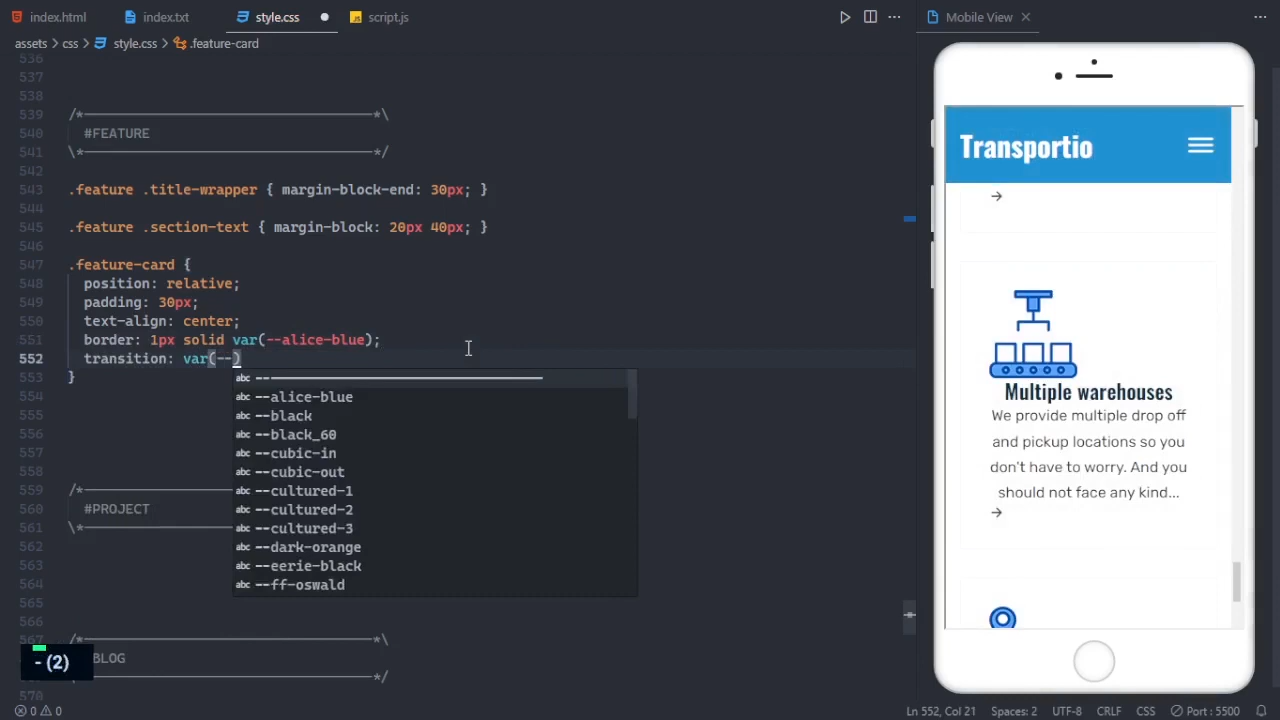 index.html
index.txt
style.css
script.js
Mobile View
assets > css > style.css > .feature-card
536
537
538
539 /*------------------------------------*\
540 #FEATURE
541 \*------------------------------------*/
542
543 .feature .title-wrapper { margin-block-end: 30px; }
544
545 .feature .section-text { margin-block: 20px 40px; }
546
547 .feature-card {
548 position: relative;
549 padding: 30px;
550 text-align: center;
551 border: 1px solid var(--alice-blue);
552 transition: var(--)
553 }
554
555
556
557
558
559 /*------------------
560 #PROJECT
561 \*------------------
562
563
564
565
566
567 /*------------------------------------*\
BLOG
------------------------------------*/
570
abc --------------------------------------
abc --alice-blue
abc --black
abc --black_60
abc --cubic-in
abc --cubic-out
abc --cultured-1
abc --cultured-2
abc --cultured-3
abc --dark-orange
abc --eerie-black
abc --ff-oswald
- (2)
Transportio
→
Multiple warehouses
We provide multiple drop off
and pickup locations so you
don't have to worry. And you
should not face any kind...
→
0 0
Ln 552, Col 21
Spaces: 2
UTF-8
CRLF
CSS
Port : 5500